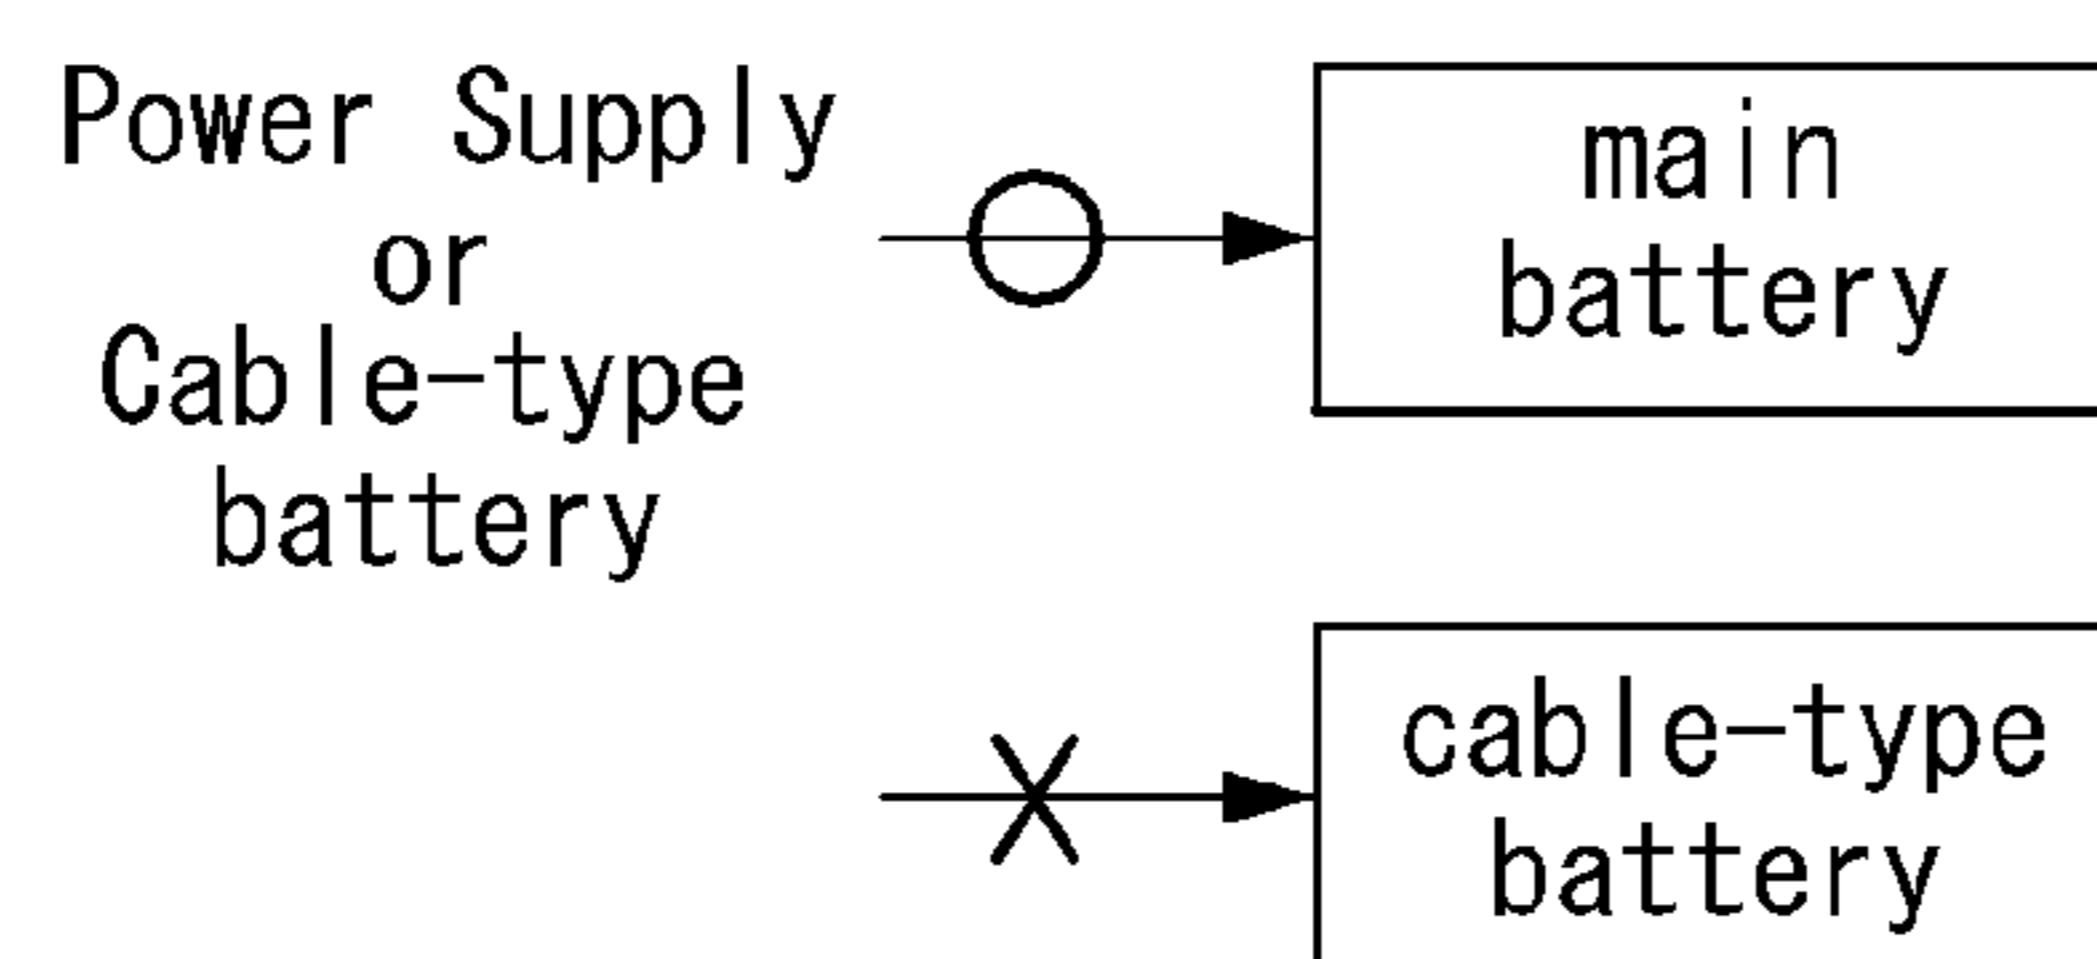 Power Supply
or
Cable-type
battery
main
battery
cable-type
battery